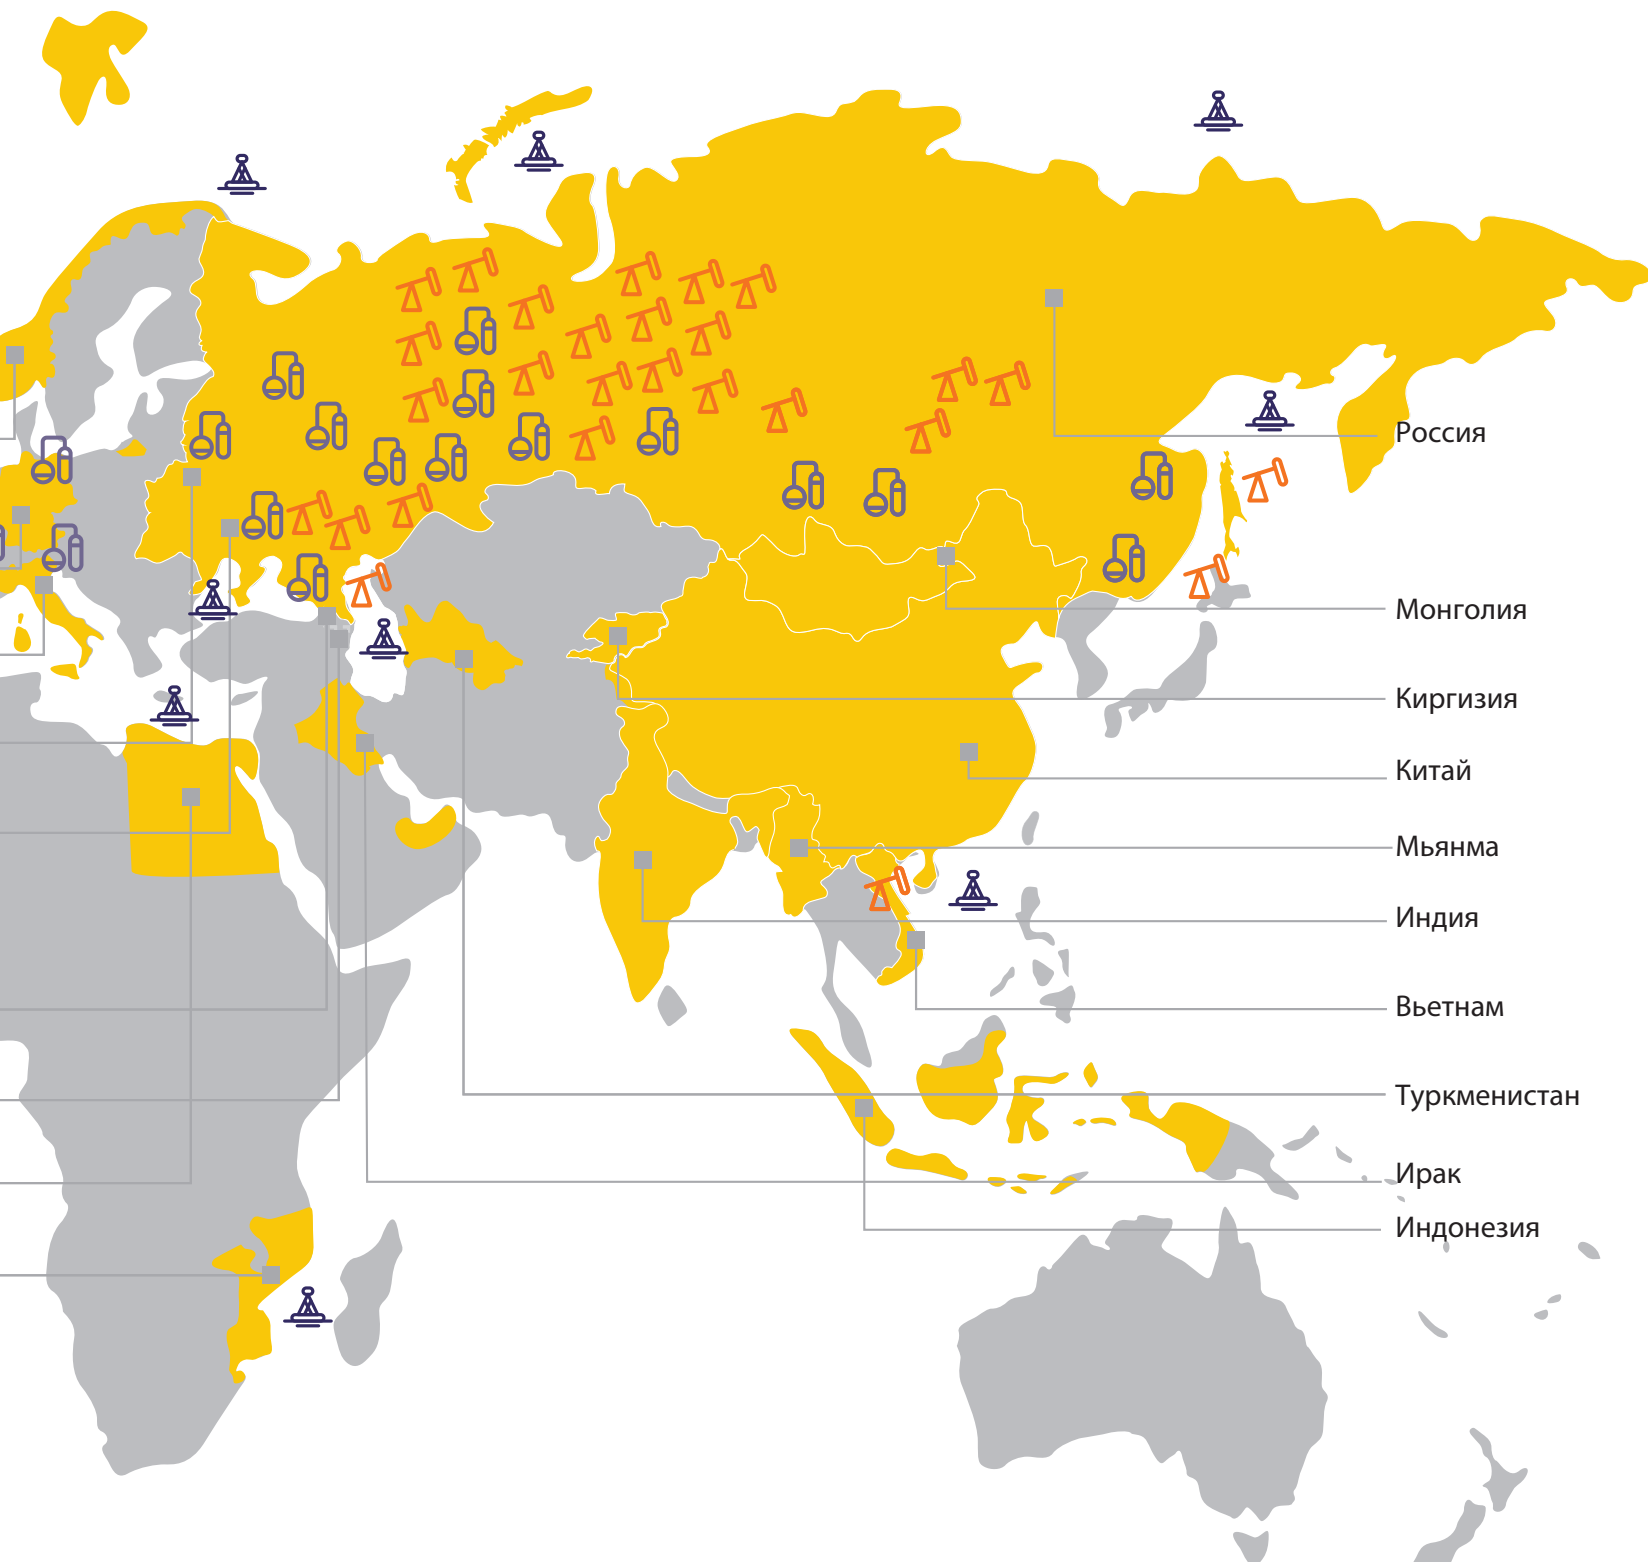 Россия
Монголия
Киргизия
Китай
Мьянма
Индия
Вьетнам
Туркменистан
Ирак
Индонезия